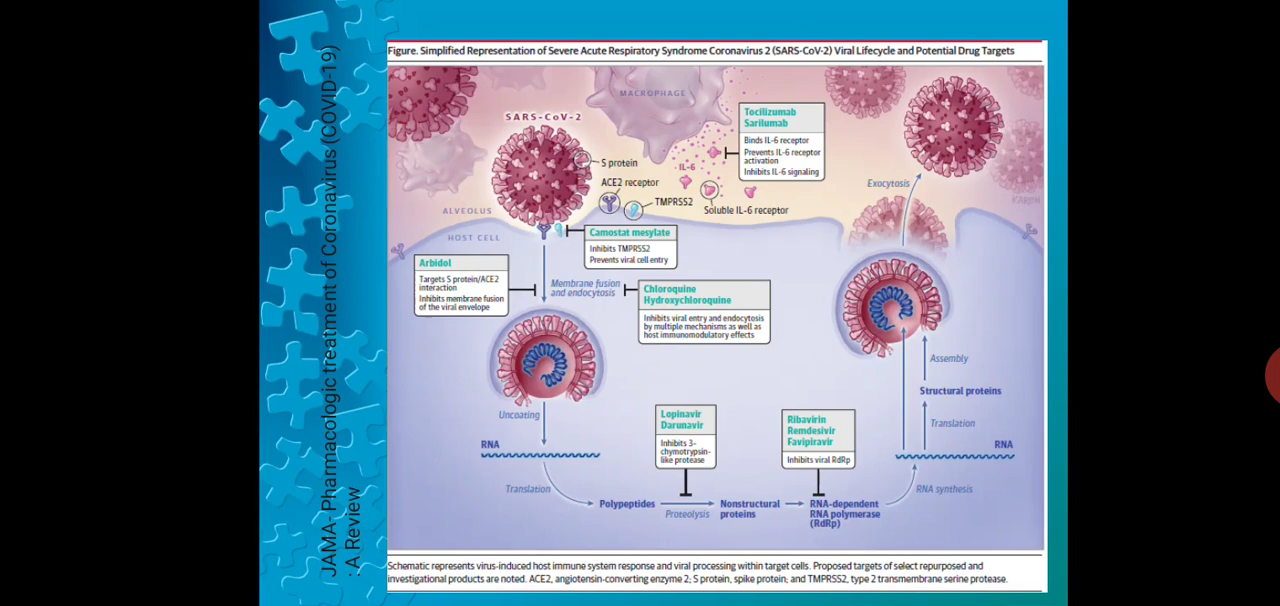 JAMA- Pharmacologic treatment of Coronavirus (COVID-19)
: A Review
Figure. Simplified Representation of Severe Acute Respiratory Syndrome Coronavirus 2 (SARS-CoV-2) Viral Lifecycle and Potential Drug Targets
MACROPHAGE
SARS-CoV-2
S protein
ACE2 receptor
TMPRSS2
IL-6
Soluble IL-6 receptor
Tocilizumab
Sarilumab
Binds IL-6 receptor
Prevents IL-6 receptor
activation
Inhibits IL-6 signaling
Exocytosis
ALVEOLUS
HOST CELL
Camostat mesylate
Inhibits TMPRSS2
Prevents viral cell entry
Arbidol
Targets S protein/ACE2
interaction
Inhibits membrane fusion
of the viral envelope
Membrane fusion
and endocytosis
Chloroquine
Hydroxychloroquine
Inhibits viral entry and endocytosis
by multiple mechanisms as well as
host immunomodulatory effects
Uncoating
RNA
Translation
Polypeptides
Lopinavir
Darunavir
Inhibits 3-
chymotrypsin-
like protease
Proteolysis
Nonstructural
proteins
Ribavirin
Remdesivir
Favipiravir
Inhibits viral RdRp
RNA-dependent
RNA polymerase
(RdRp)
RNA synthesis
RNA
Translation
Structural proteins
Assembly
Schematic represents virus-induced host immune system response and viral processing within target cells. Proposed targets of select repurposed and
investigational products are noted. ACE2, angiotensin-converting enzyme 2; S protein, spike protein; and TMPRSS2, type 2 transmembrane serine protease.